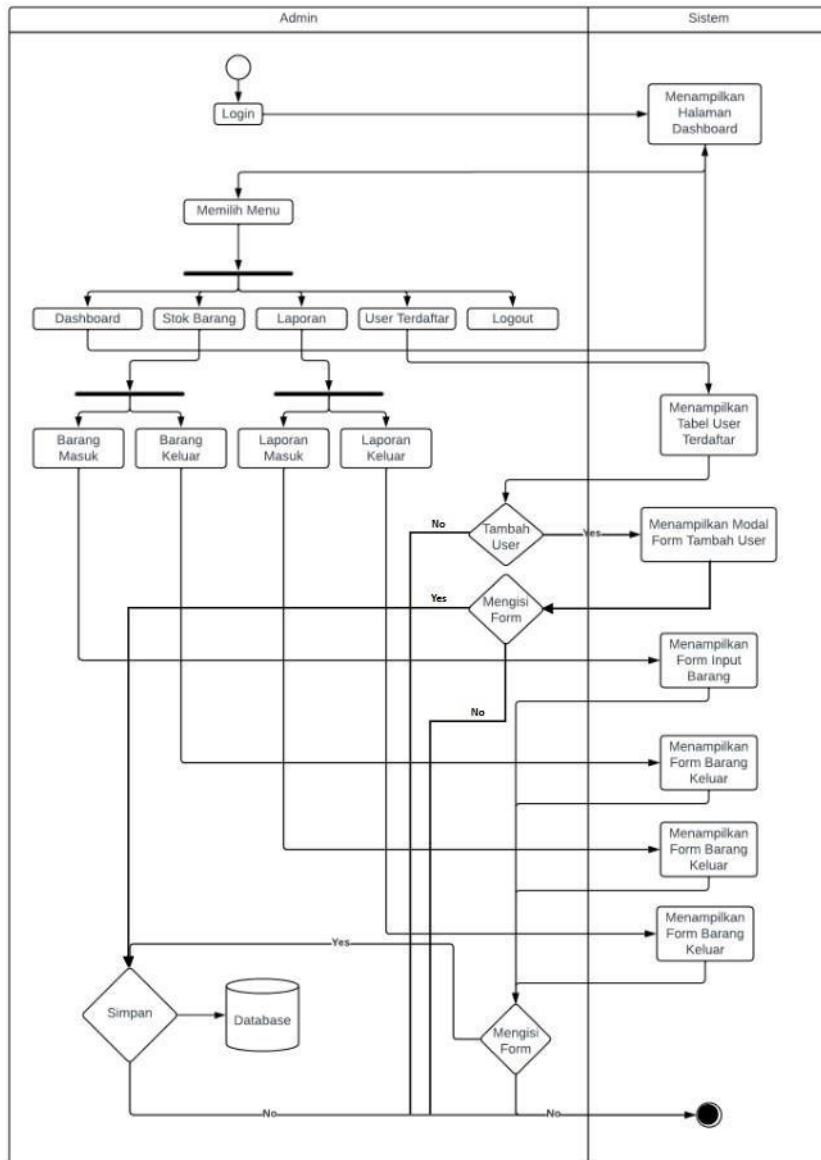 Admin
Sistem
Login
Menampilkan
Halaman
Dashboard
Memilih Menu
Dashboard
Stok Barang
Laporan
User Terdaftar
Logout
Menampilkan
Tabel User
Terdaftar
Barang
Masuk
Barang
Keluar
Laporan
Masuk
Laporan
Keluar
No
Tambah
User
Yes
Menampilkan Modal
Form Tambah User
Yes
Mengisi
Form
Menampilkan
Form Input
Barang
No
Menampilkan
Form Barang
Keluar
Menampilkan
Form Barang
Keluar
Menampilkan
Form Barang
Keluar
Yes
Simpan
Database
Mengisi
Form
No
No